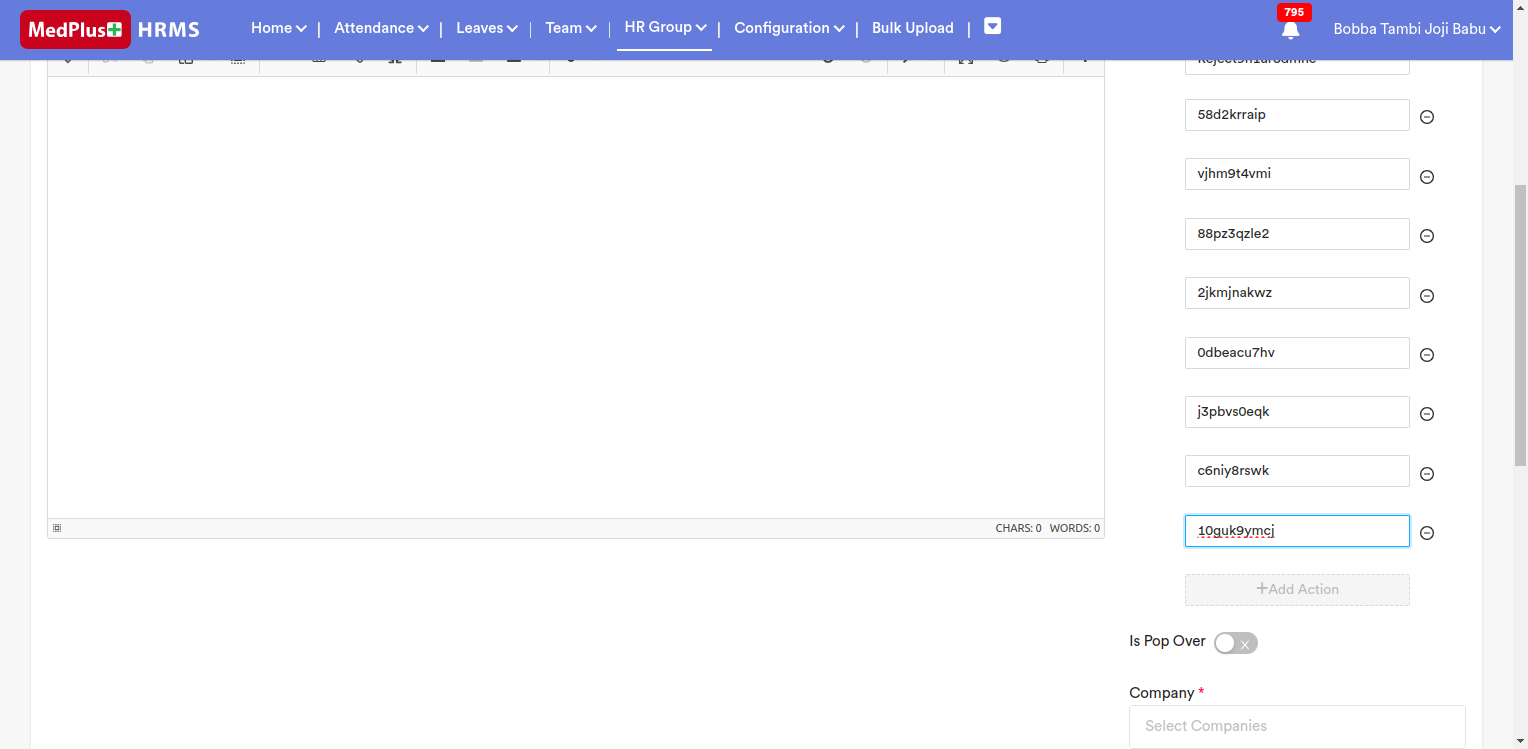 MedPlus HRMS
Home | Attendance | Leaves | Team | HR Group | Configuration | Bulk Upload |
795
Bobba Tambi Joji Babu
58d2krraip
vjhm9t4vmi
88pz3qzle2
2jkmjnakwz
0dbeacu7hv
j3pbvs0eqk
c6niy8rswk
CHARS: 0 WORDS: 0
10guk9ymcj
+Add Action
Is Pop Over
Company *
Select Companies